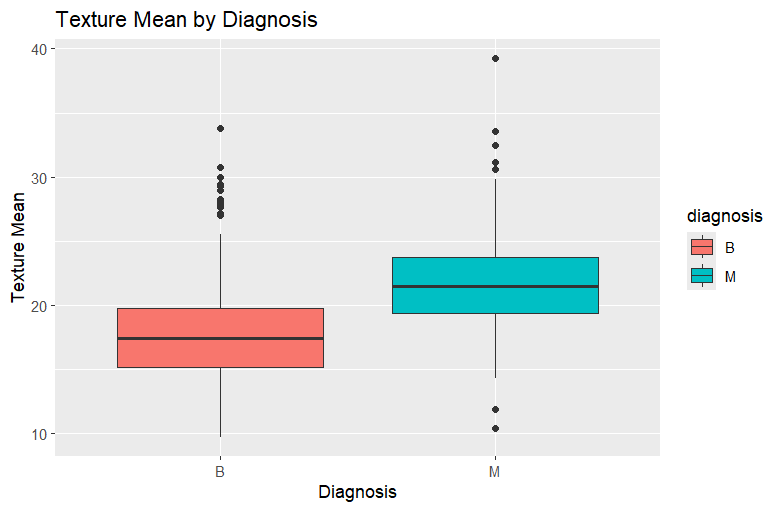 Texture Mean by Diagnosis
40
30
20
10
Texture Mean
B
M
Diagnosis
diagnosis
B
M